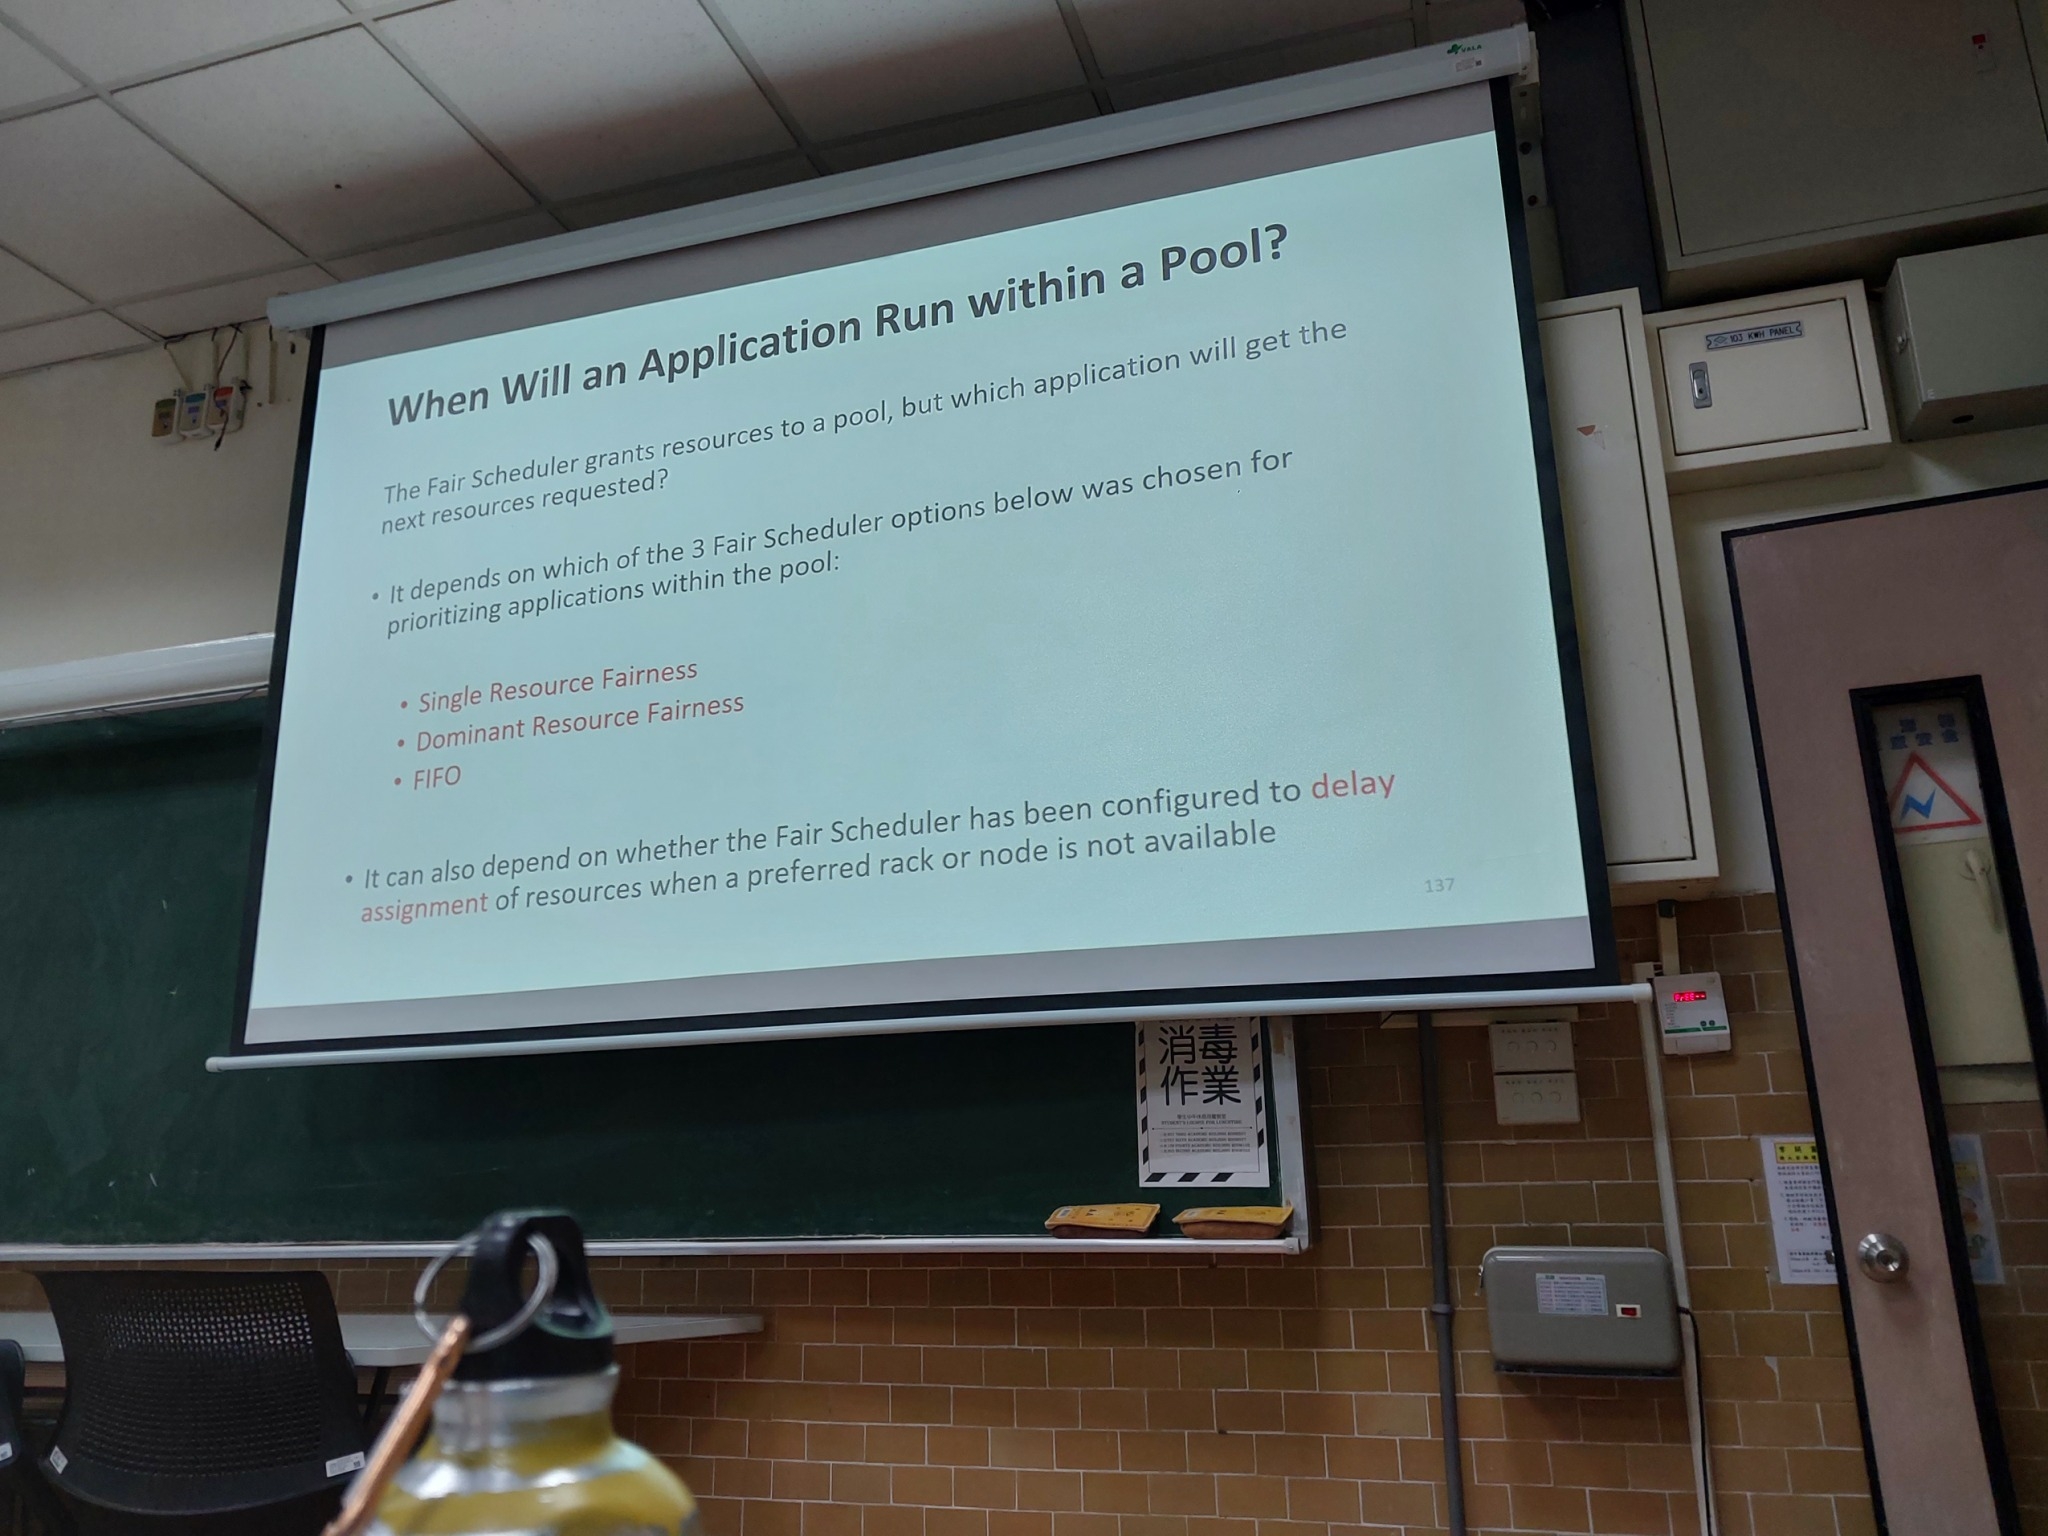 When Will an Application Run within a Pool?
The Fair Scheduler grants resources to a pool, but which application will get the
next resources requested?
• It depends on which of the 3 Fair Scheduler options below was chosen for
prioritizing applications within the pool:
• Single Resource Fairness
• Dominant Resource Fairness
• FIFO
• It can also depend on whether the Fair Scheduler has been configured to delay
assignment of resources when a preferred rack or node is not available
137
103 KWH PANEL
消毒
作業